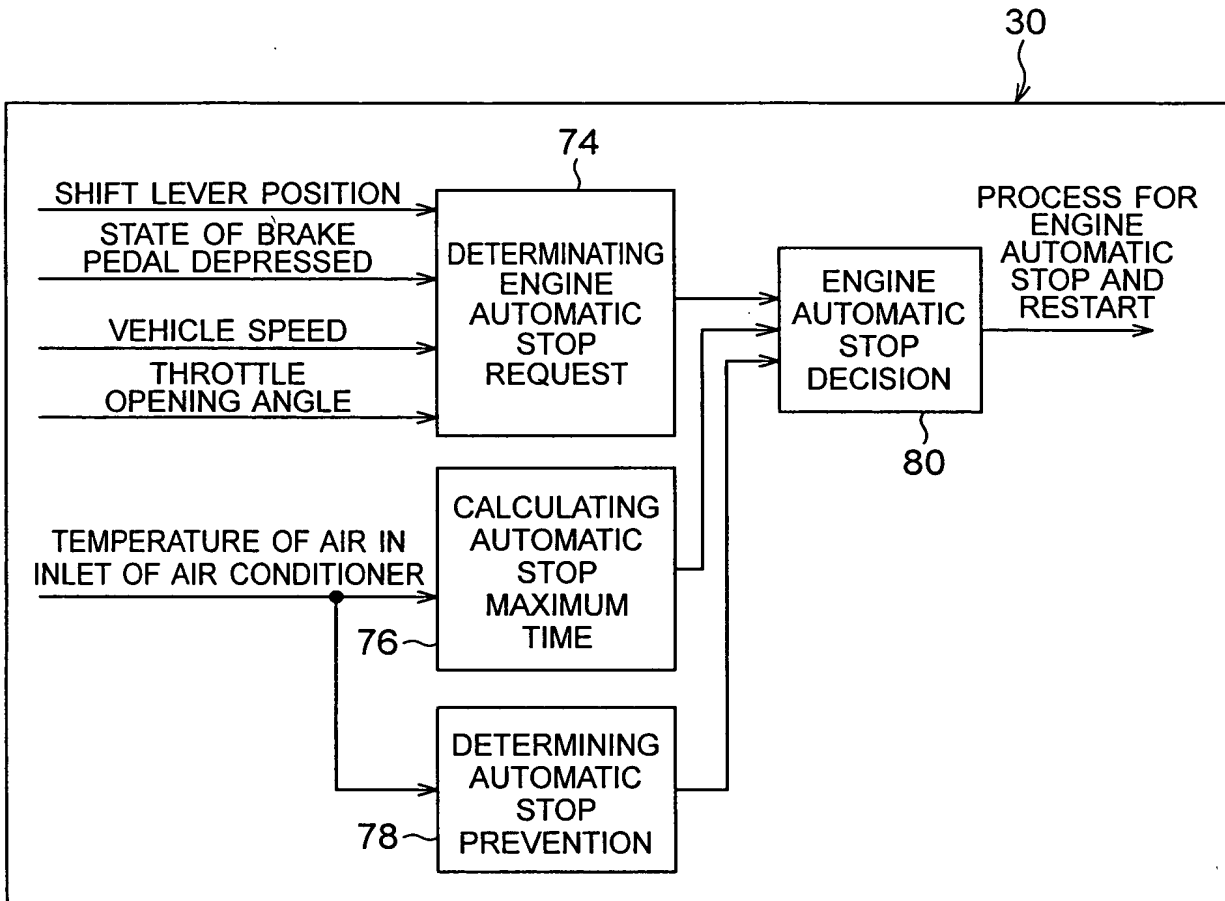 30
74
SHIFT LEVER POSITION
STATE OF BRAKE
PEDAL DEPRESSED
VEHICLE SPEED
THROTTLE
OPENING ANGLE
DETERMINATING
ENGINE
AUTOMATIC
STOP
REQUEST
ENGINE
AUTOMATIC
STOP
DECISION
80
PROCESS FOR
ENGINE
AUTOMATIC
STOP AND
RESTART
TEMPERATURE OF AIR IN
INLET OF AIR CONDITIONER
CALCULATING
AUTOMATIC
STOP
MAXIMUM
TIME
76
DETERMINING
AUTOMATIC
STOP
PREVENTION
78